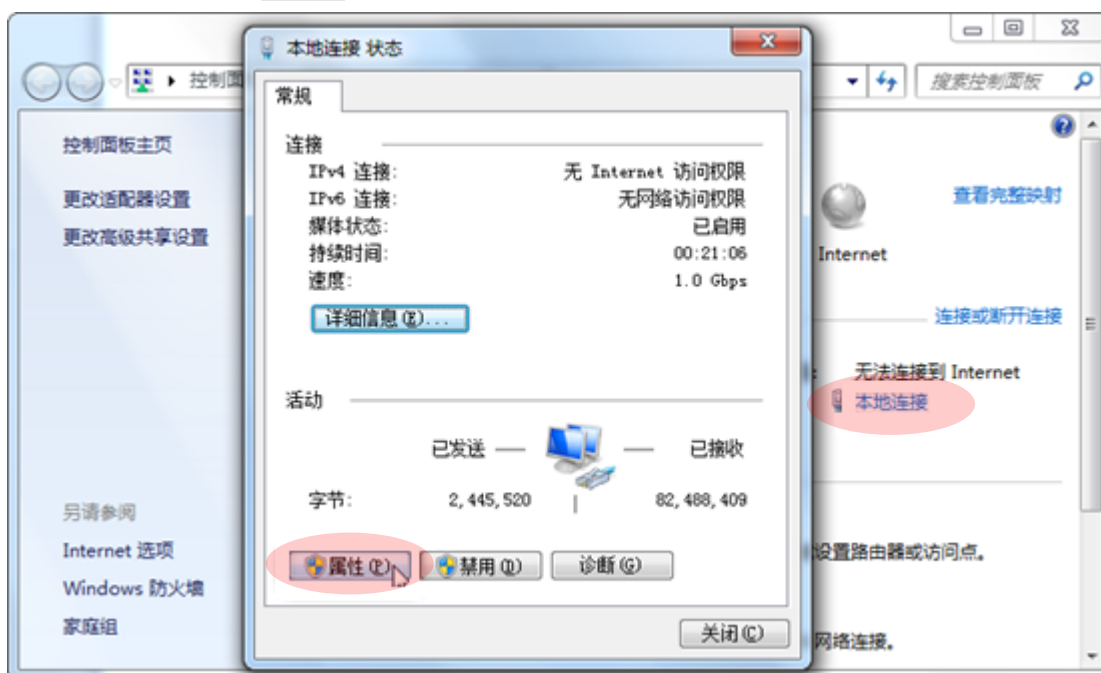 本地连接 状态
控制面
搜索控制面板
常规
控制面板主页
更改适配器设置
更改高级共享设置
连接
IPv4 连接: 无 Internet 访问权限
IPv6 连接: 无网络访问权限
媒体状态: 已启用
持续时间: 00:21:06
速度: 1.0 Gbps
详细信息(E)...
查看完整映射
Internet
连接或断开连接
无法连接到 Internet
本地连接
活动
已发送 — — 已接收
字节: 2,445,520 | 82,488,409
属性(P) 禁用(D) 诊断(G)
关闭(C)
另请参阅
Internet 选项
Windows 防火墙
家庭组
设置路由器或访问点。
网络连接。